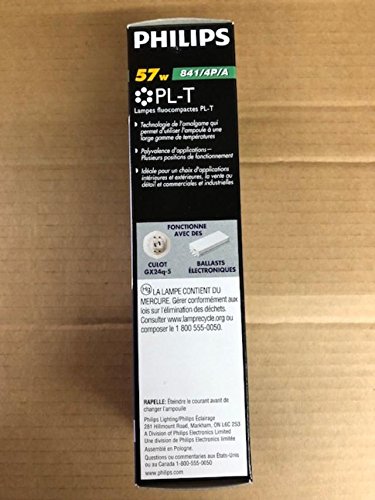 PHILIPS
57w 841/4P/A
PL-T
Lampes fluocompactes PL-T
• Technologie de l'amalgame qui
permet d'utiliser l'ampoule à une
large gamme de températures
• Polyvalence d'applications—
Plusieurs positions de fonctionnement
• Idéale pour un choix d'applications
intérieures et extérieures, la vente au
détail et commerciales et industrielles
FONCTIONNE
AVEC DES
CULOT
GX24q-5
BALLASTS
ÉLECTRONIQUES
Hg LA LAMPE CONTIENT DU
MERCURE. Gérer conformément aux
lois sur l'élimination des déchets.
Consulter www.lamprecycle.org ou
composer le 1 800 555-0050.
RAPELLE: Éteindre le courant avant de
charger l'ampoule
Philips Lighting/Philips Éclairage
281 Hillmount Road, Markham, ON L6C 2S3
A Division of Philips Electronics Limited
Une division de Philips Electronics Limitée
Assemblé en Pologne.
Questions ou commentaires aux États-Unis
ou au Canada, 1 800-555-0050